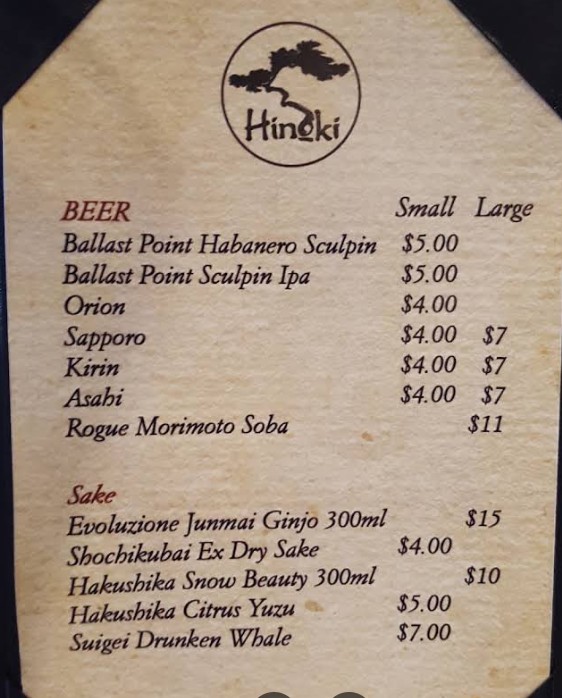 Hinoki
BEER Small Large
Ballast Point Habanero Sculpin $5.00
Ballast Point Sculpin Ipa $5.00
Orion $4.00
Sapporo $4.00 $7
Kirin $4.00 $7
Asahi $4.00 $7
Rogue Morimoto Soba $11
Sake
Evoluzione Junmai Ginjo 300ml $15
Shochikubai Ex Dry Sake $4.00
Hakushika Snow Beauty 300ml $10
Hakushika Citrus Yuzu $5.00
Suigei Drunken Whale $7.00